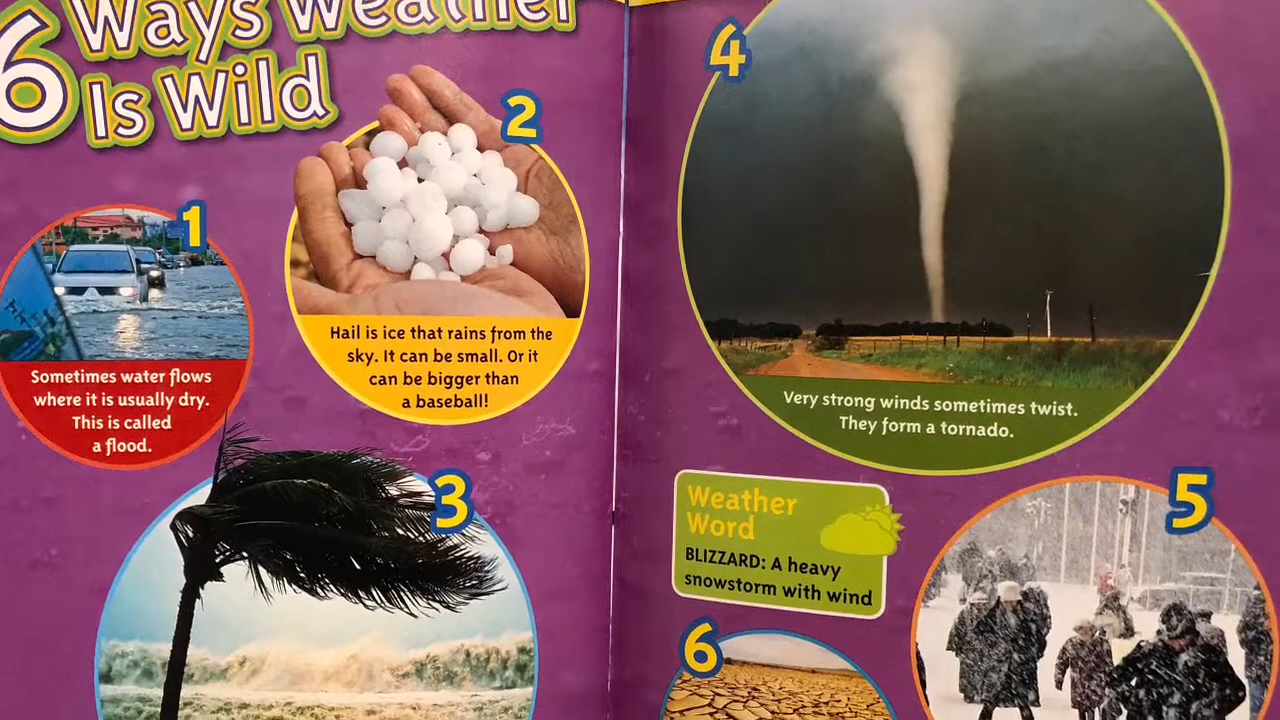 6 Ways Weather
Is Wild
1
Sometimes water flows
where it is usually dry.
This is called
a flood.
2
Hail is ice that rains from the
sky. It can be small. Or it
can be bigger than
a baseball!
3
4
Very strong winds sometimes twist.
They form a tornado.
Weather
Word
BLIZZARD: A heavy
snowstorm with wind
5
6